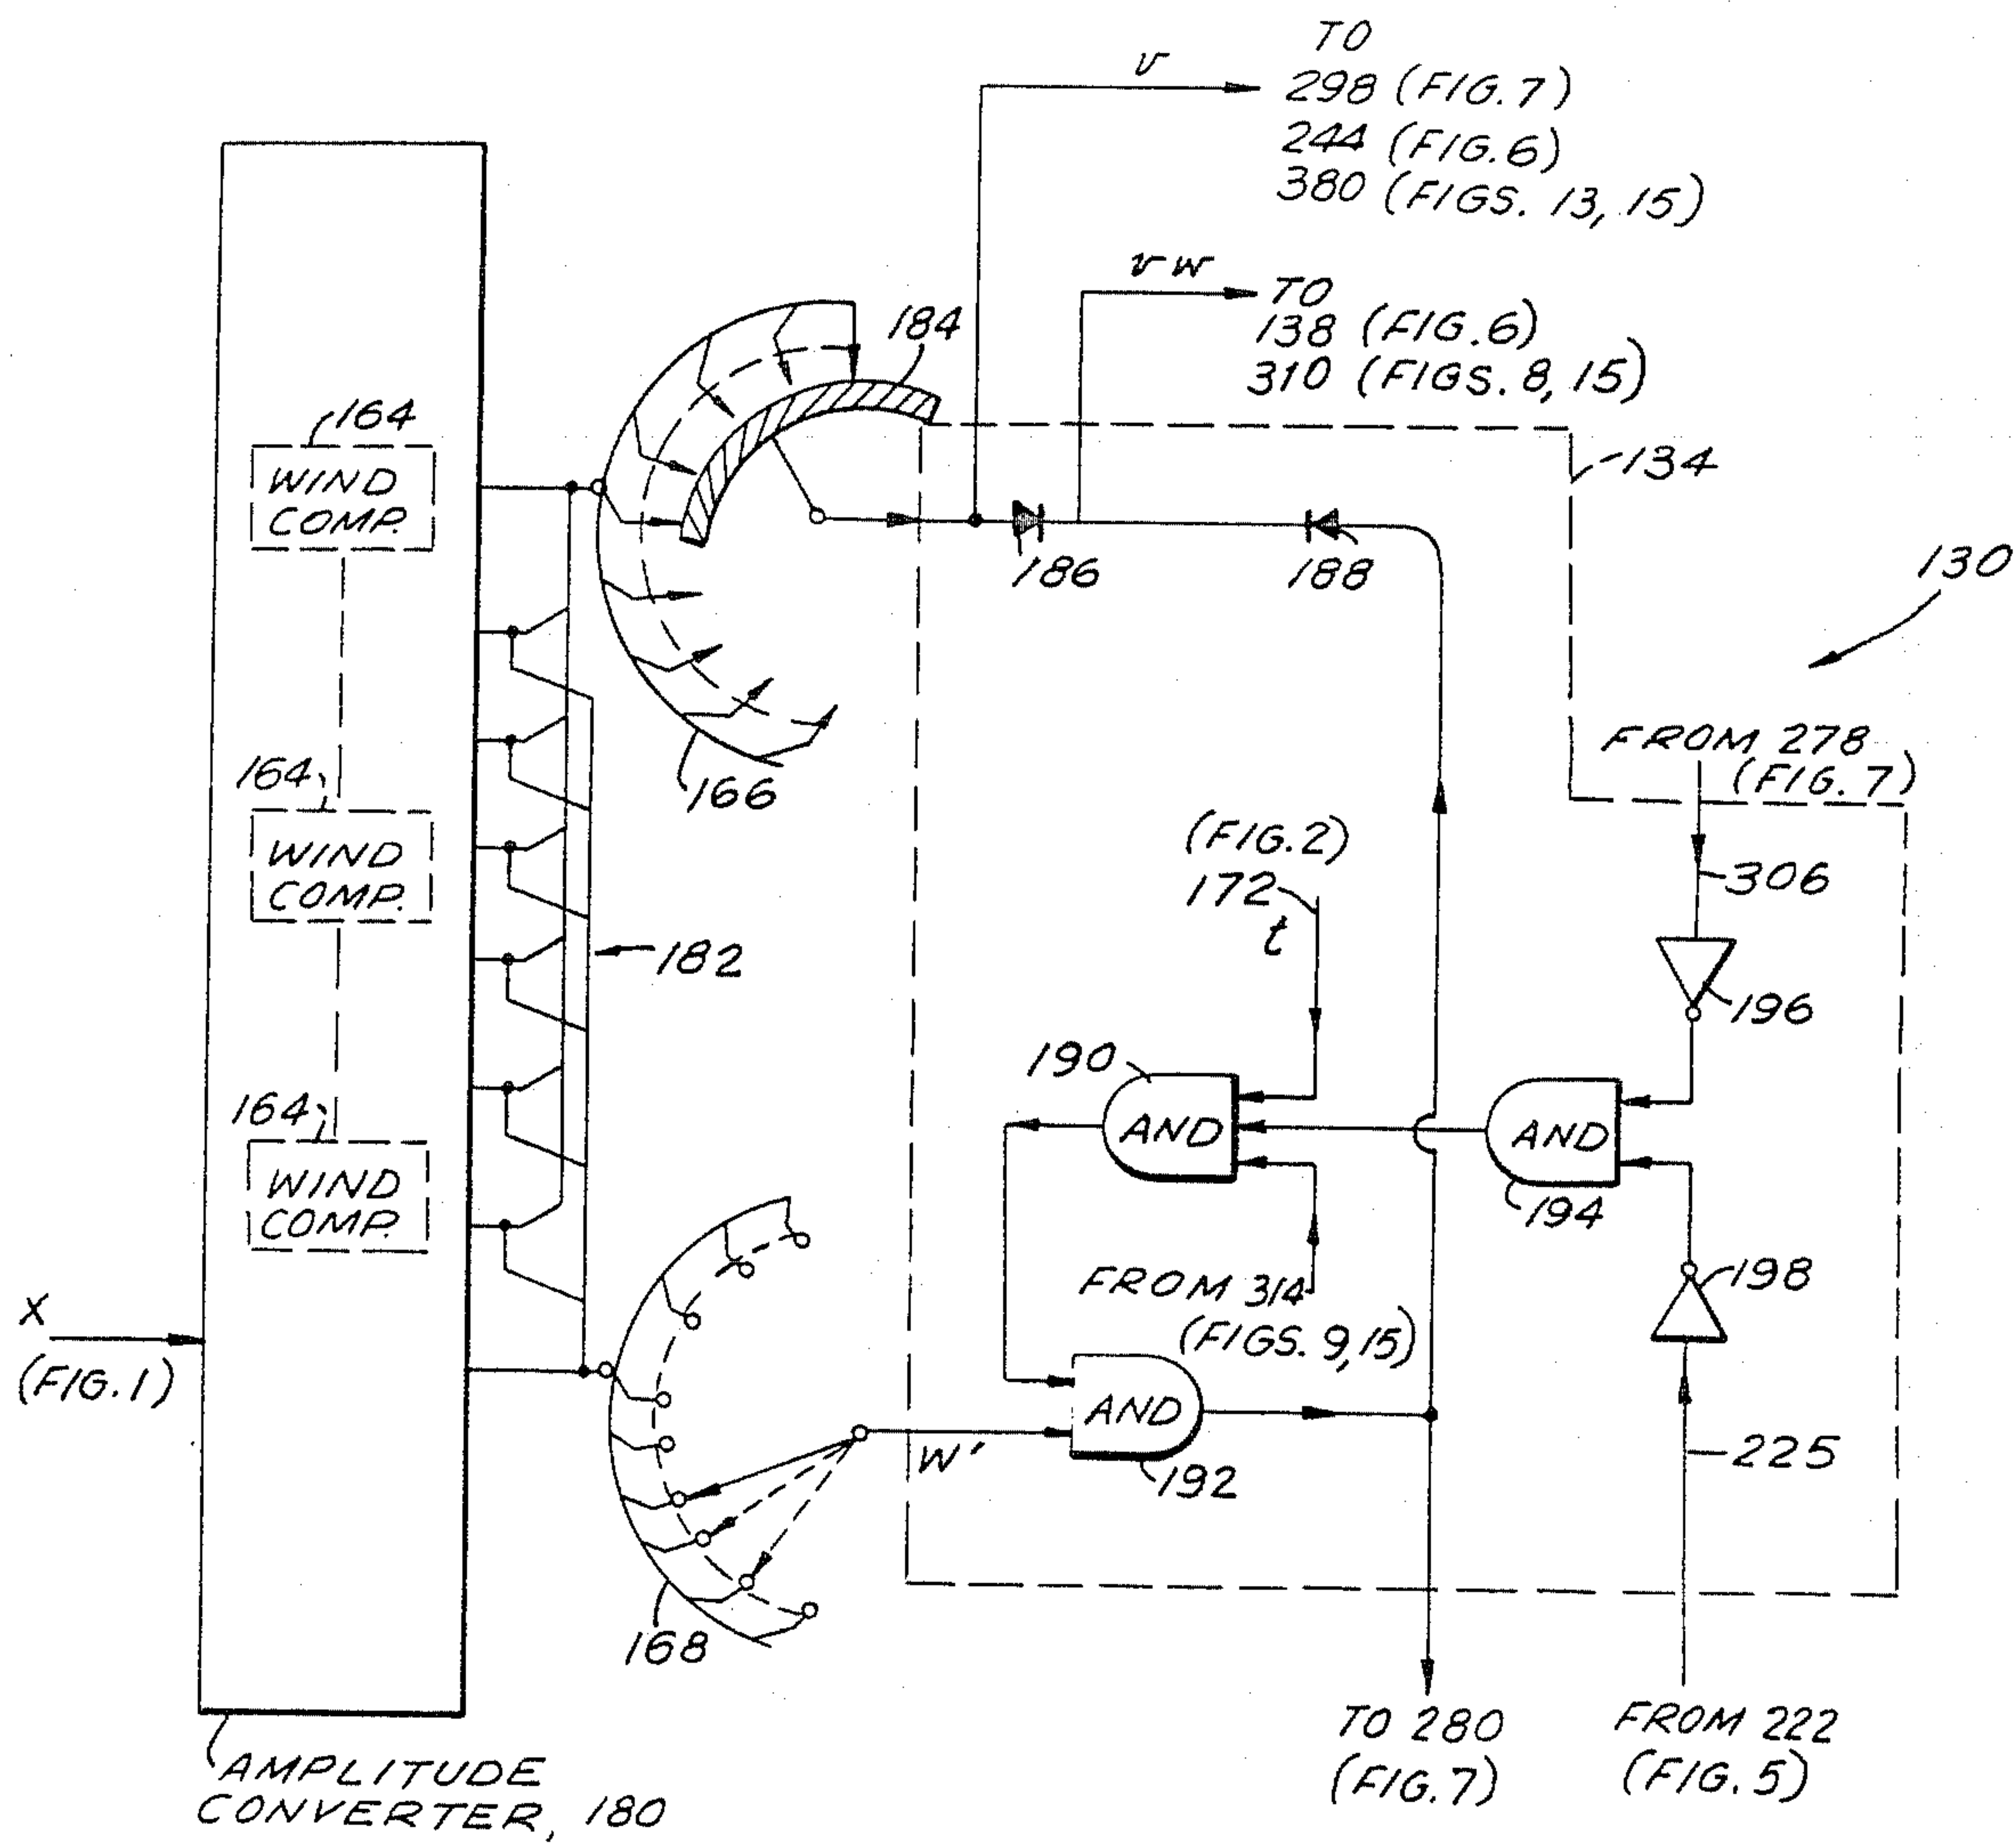 TO
v
298 (FIG. 7)
244 (FIG. 6)
380 (FIGS. 13, 15)
v w
TO
138 (FIG. 6)
310 (FIGS. 8, 15)
184
164
WIND
COMP.
134
186
188
130
FROM 278
(FIG. 7)
166
164
WIND
COMP.
(FIG. 2)
172
t
306
182
196
190
AND
AND
194
164
WIND
COMP.
FROM 314
(FIGS. 9, 15)
198
X
(FIG. 1)
AND
W'
192
225
168
TO 280
(FIG. 7)
FROM 222
(FIG. 5)
AMPLITUDE
CONVERTER, 180